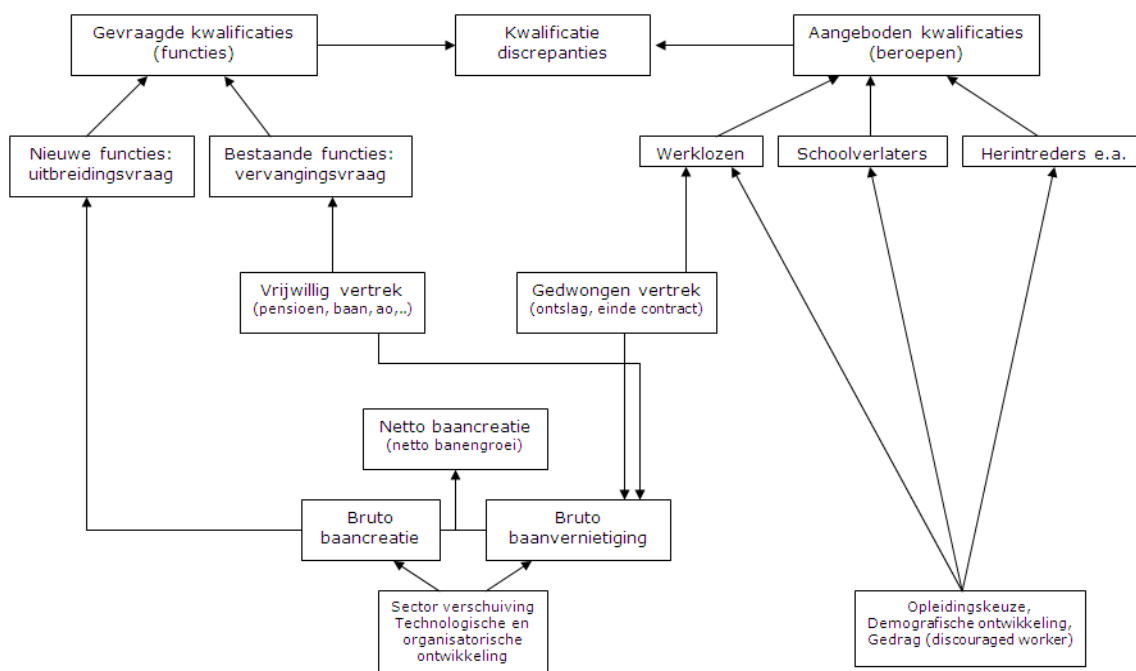 Gevraagde kwalificaties
(functies)
Kwalificatie
discrepanties
Aangeboden kwalificaties
(beroepen)
Nieuwe functies:
uitbreidingsvraag
Bestaande functies:
vervangingsvraag
Werklozen
Schoolverlaters
Herintreders e.a.
Vrijwillig vertrek
(pensioen, baan, ao,..)
Gedwongen vertrek
(ontslag, einde contract)
Netto baancreatie
(netto banengroei)
Bruto
baancreatie
Bruto
baanvernietiging
Sector verschuiving
Technologische en
organisatorische
ontwikkeling
Opleidingskeuze,
Demografische ontwikkeling,
Gedrag (discouraged worker)